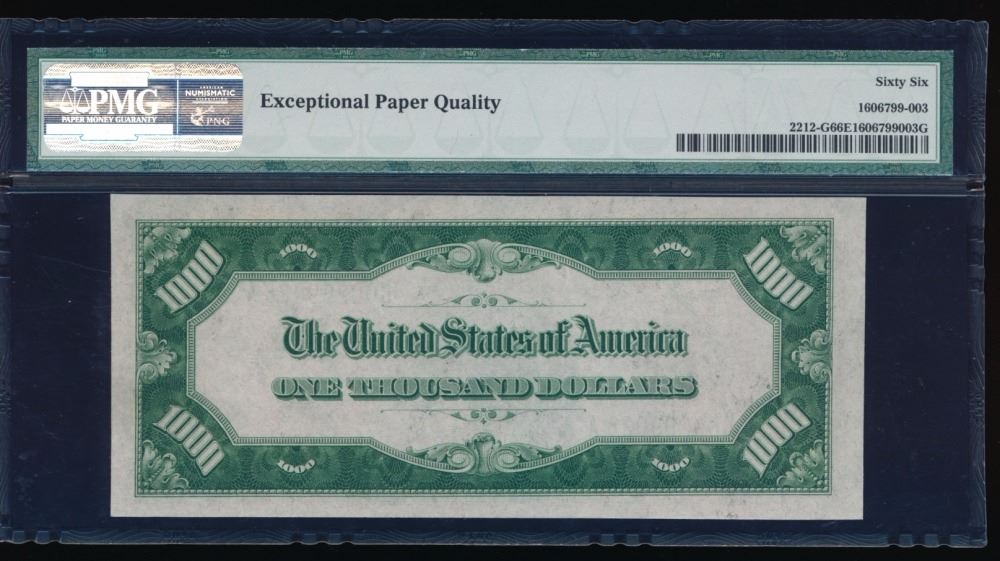 PMG
PAPER MONEY GUARANTY
AMERICAN
NUMISMATIC
ASSOCIATION
PNG
Exceptional Paper Quality
Sixty Six
1606799-003
2212-G66E1606799003G
1000 1000 1000 1000
The United States of America
ONE THOUSAND DOLLARS
1000 1000 1000 1000